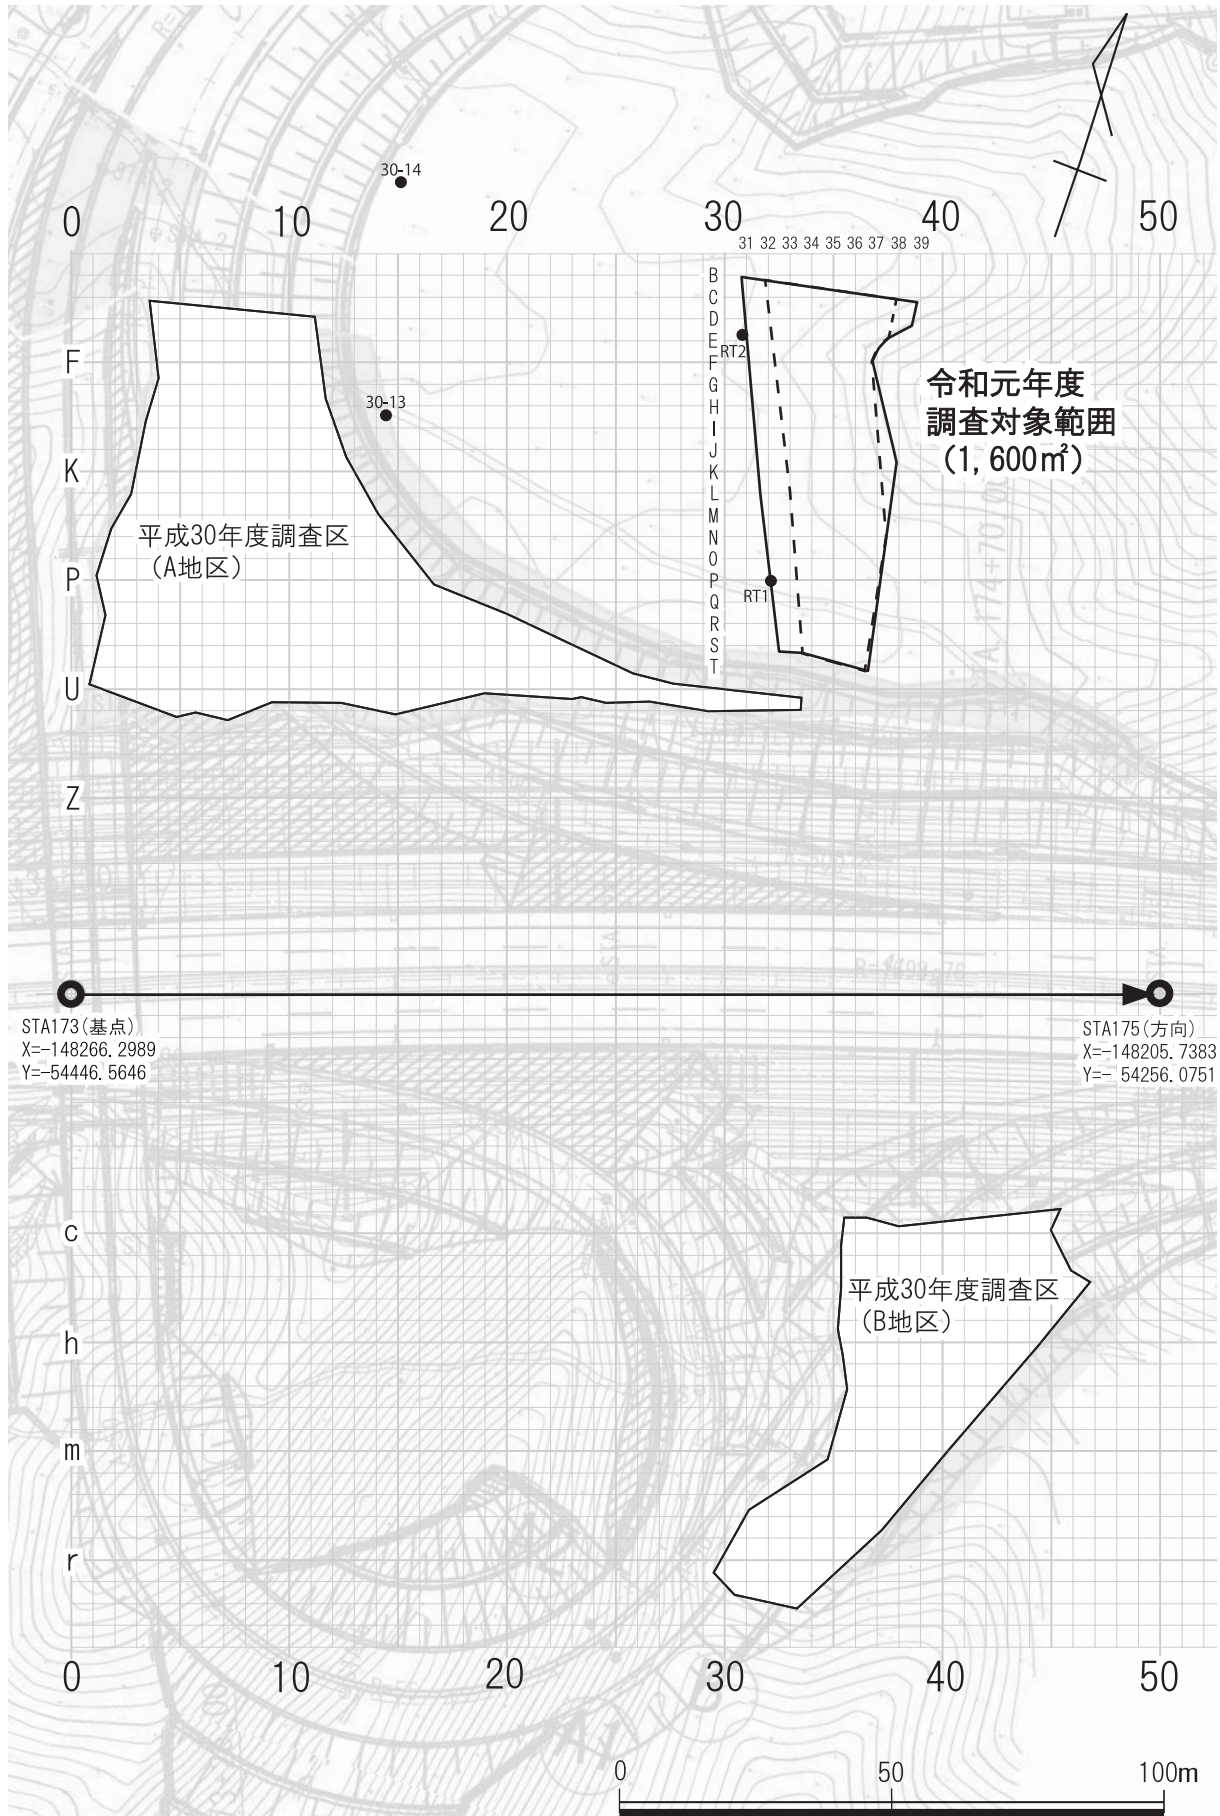 30-14
0 10 20 30 40 50
31 32 33 34 35 36 37 38 39
B
C
D
E
F
G
H
I
J
K
L
M
N
O
P
Q
R
S
T
RT2
RT1
F
K
P
U
Z
c
h
m
r
30-13
令和元年度
調査対象範囲
(1,600㎡)
平成30年度調査区
(A地区)
STA173(基点)
X=-148266.2989
Y=-54446.5646
STA175(方向)
X=-148205.7383
Y=- 54256.0751
平成30年度調査区
(B地区)
0 10 20 30 40 50
0 50 100m